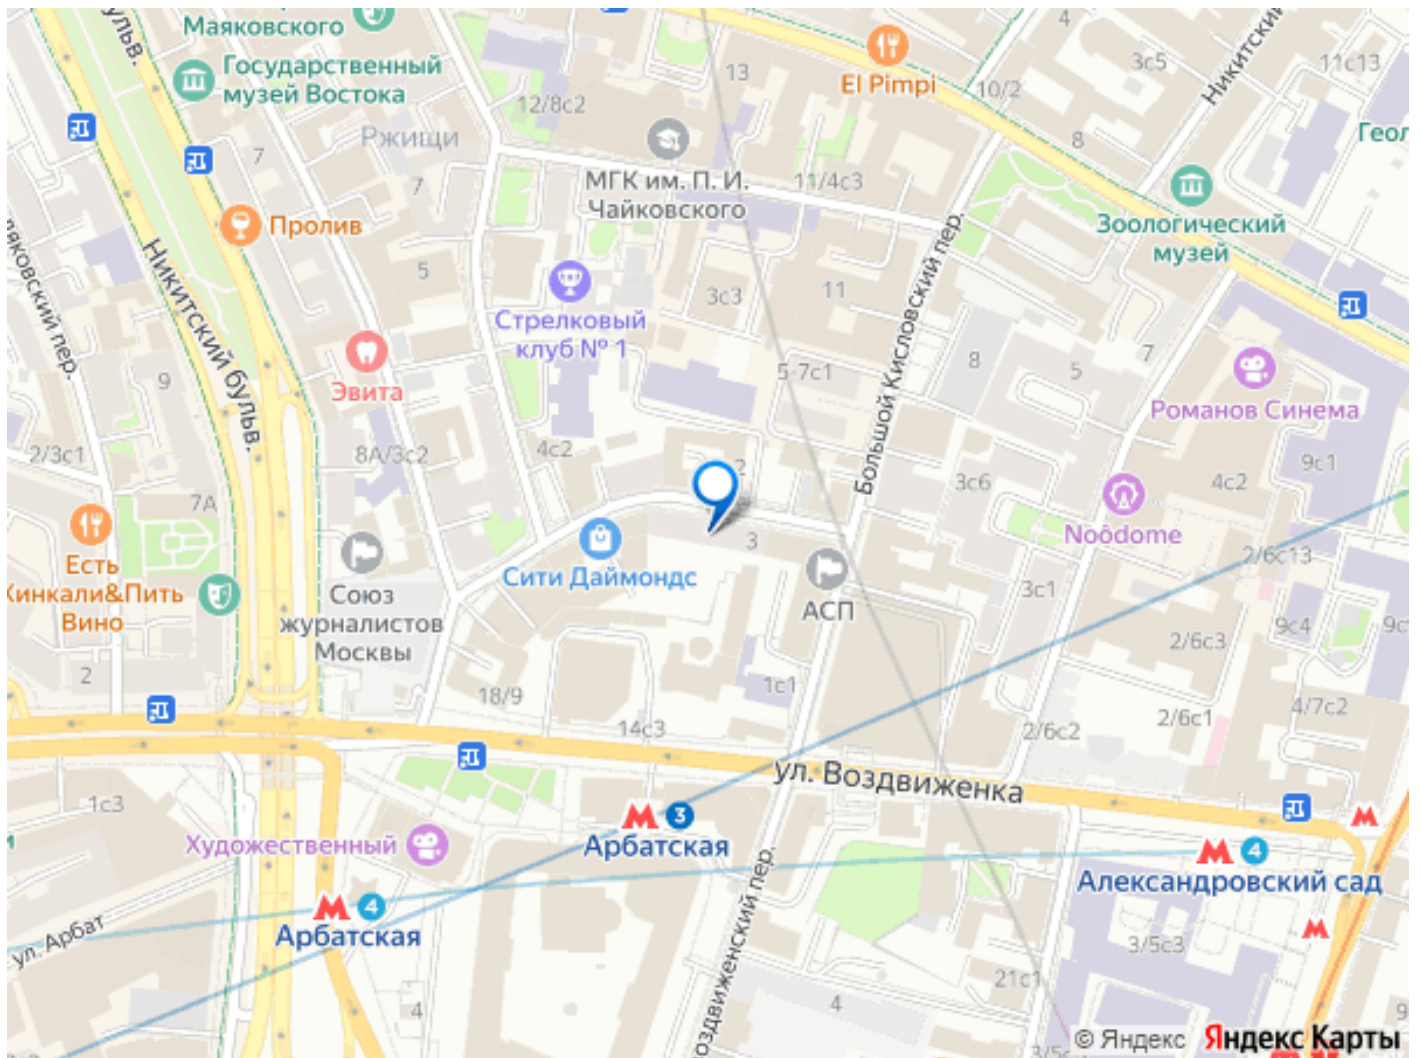 Маяковского
бульв.
Государственный
музей Востока
Ржищи
7
7
Пролив
12/8с2
13
El Pimpi
4
10/2
3с5
11с13
Никитский
8
Геол
МГК им. П. И.
Чайковского
11/4с3
Зоологический
музей
5
Никитский бульв.
Стрелковый
клуб № 1
3с3
11
Большой Кисловский пер.
5-7с1
8
5
7
Романов Синема
Эвита
9
2/3с1
7А
8А/3с2
4с2
2
3с6
9с1
4с2
Noôdome
2/6с13
Есть
Хинкали&Пить
Вино
Союз
журналистов
Москвы
Сити Даймондс
3
АСП
3с1
2/6с3
9с4
2
18/9
14с3
1с1
2/6с2
2/6с1
4/7с2
ул. Воздвиженка
1с3
Художественный
3
Арбатская
4
Арбатская
4
Александровский сад
ул. Арбат
4
4
21с1
3/5с3
© Яндекс Яндекс Карты